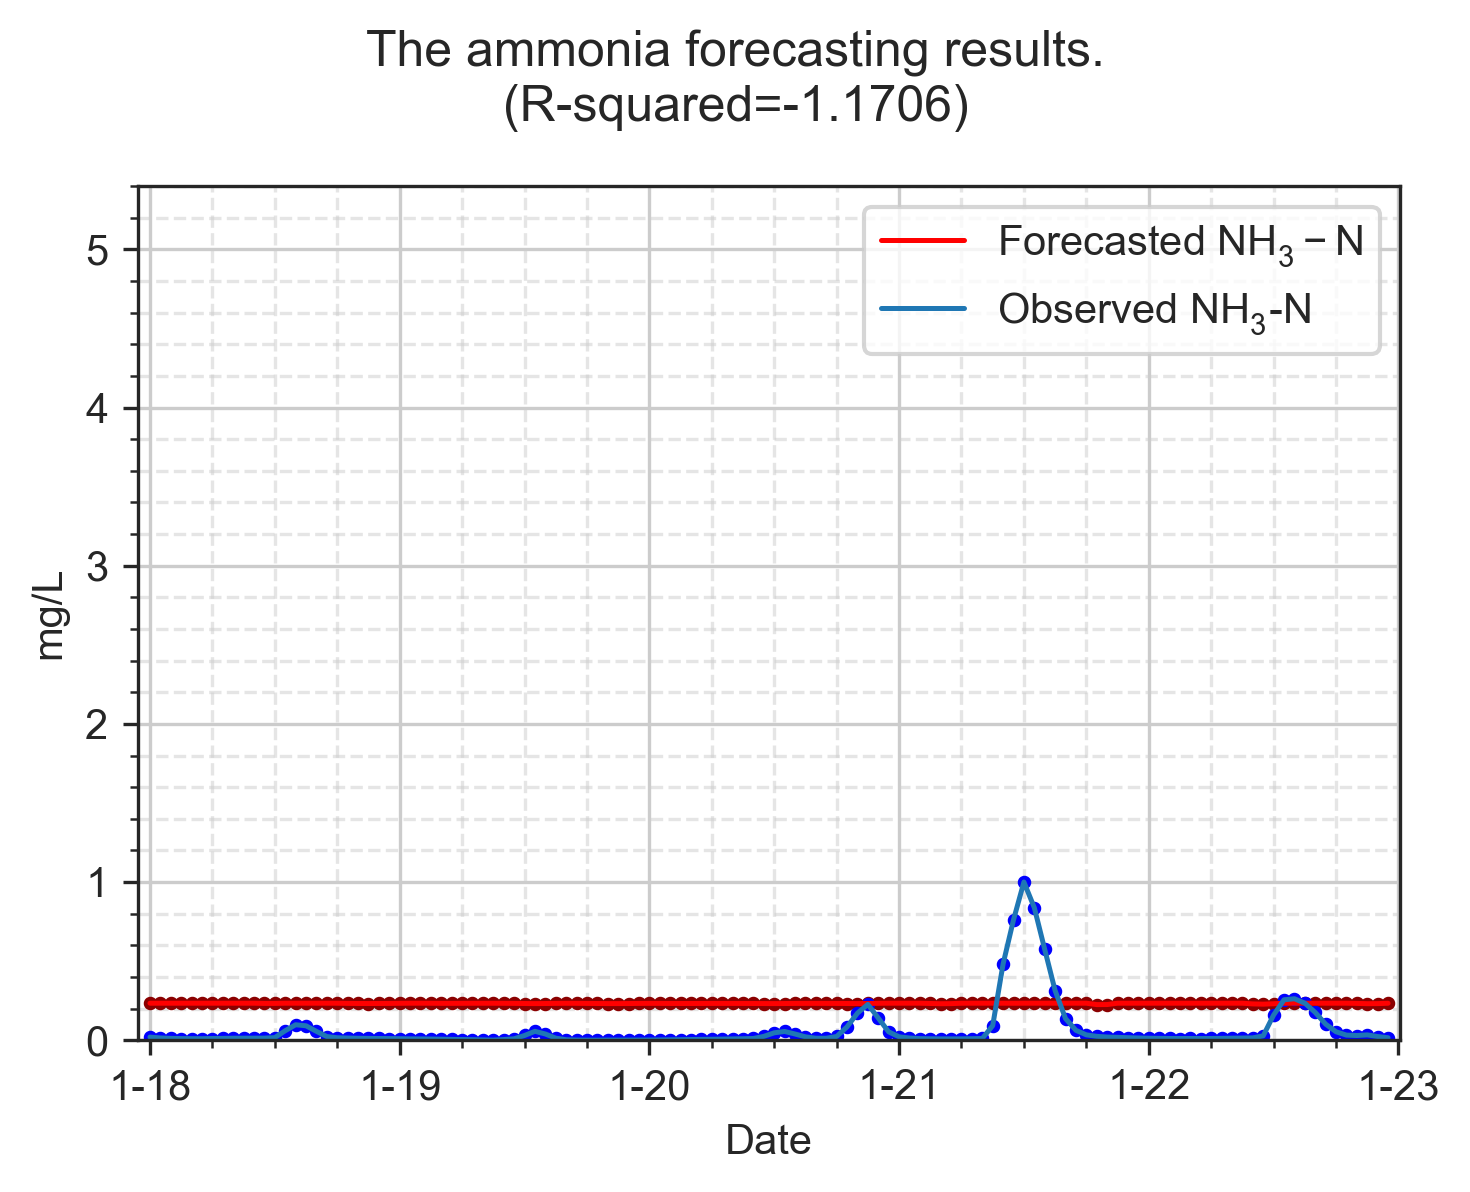 The ammonia forecasting results.
(R-squared=-1.1706)
Forecasted NH₃ − N
Observed NH₃-N
5
4
3
2
1
0
mg/L
1-18 1-19 1-20 1-21 1-22 1-23
Date